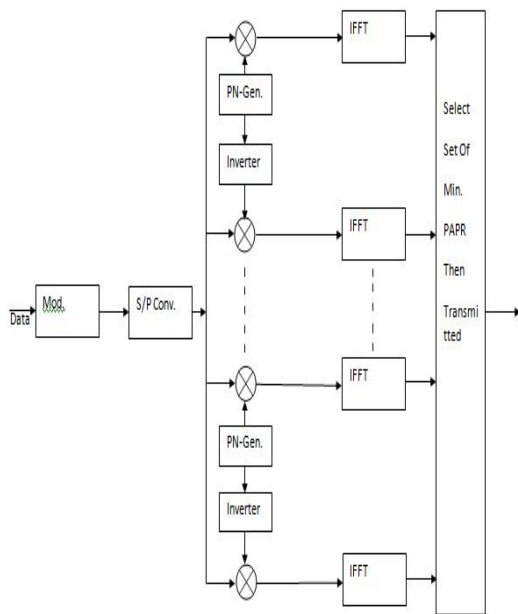 IFFT
PN-Gen.
Inverter
IFFT
Data
Mod.
S/P Conv.
IFFT
PN-Gen.
Inverter
IFFT
Select
Set Of
Min.
PAPR
Then
Transmi
tted